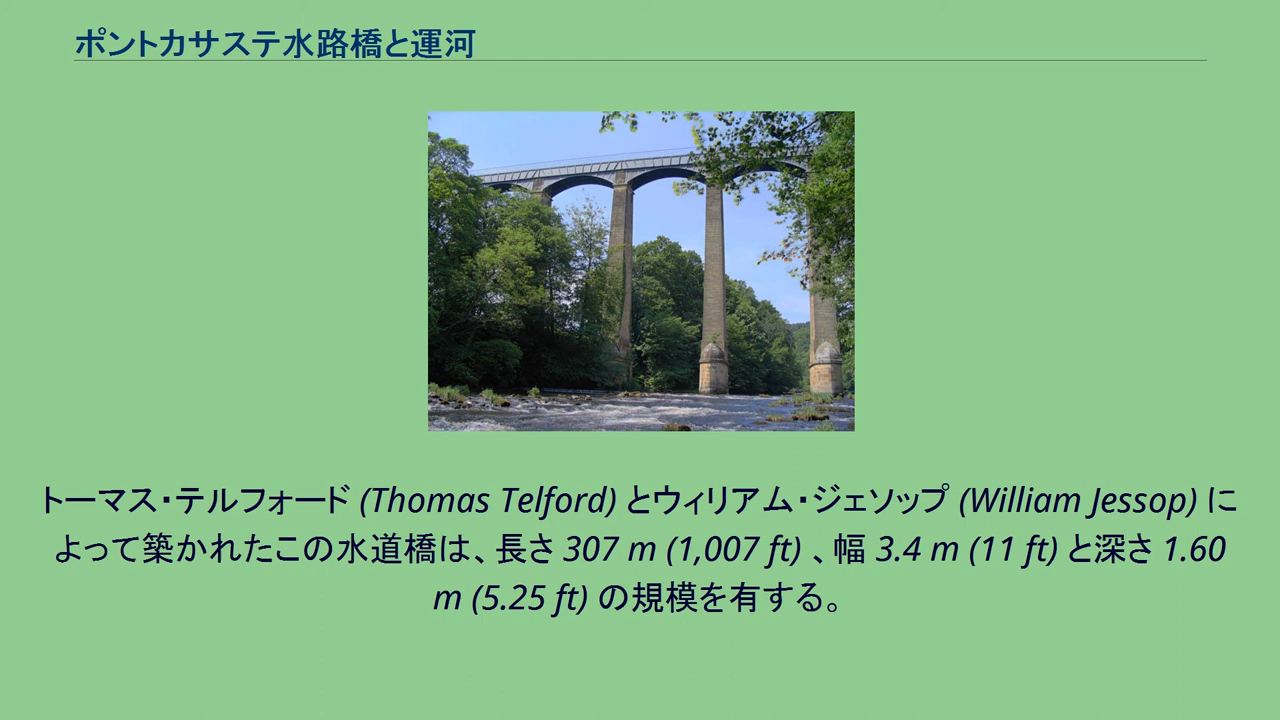 ポントカサステ水路橋と運河
トーマス・テルフォード (Thomas Telford) とウィリアム・ジェソップ (William Jessop) に
よって築かれたこの水道橋は、長さ 307 m (1,007 ft) 、幅 3.4 m (11 ft) と深さ 1.60
m (5.25 ft) の規模を有する。